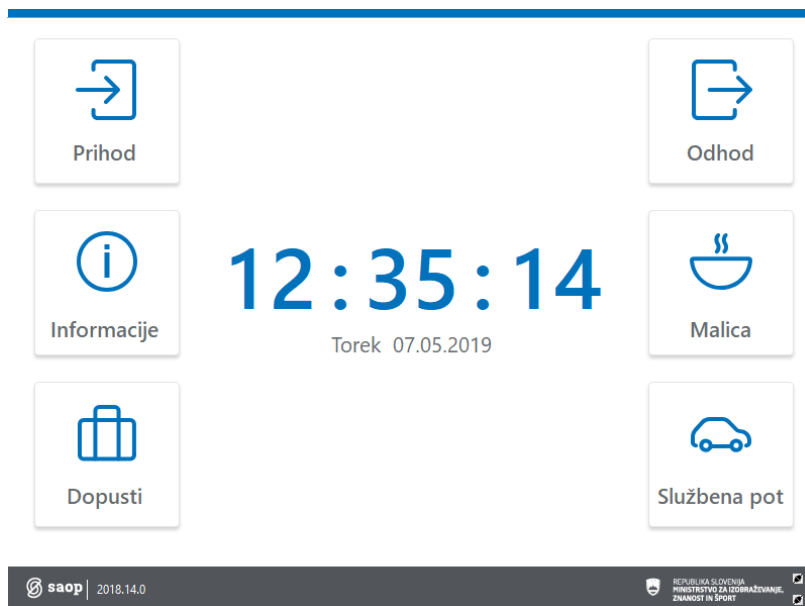 Prihod
Odhod
Informacije
12:35:14
Torek 07.05.2019
Malica
Dopusti
Službena pot
saop 2018.14.0
REPUBLIKA SLOVENIJA
MINISTRSTVO ZA IZOBRAŽEVANJE,
ZNANOST IN ŠPORT